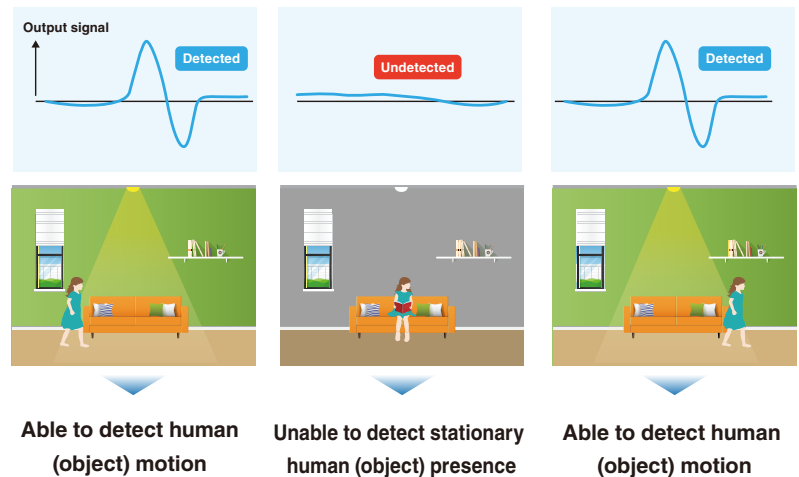 Output signal
Detected
Undetected
Detected
Able to detect human
(object) motion
Unable to detect stationary
human (object) presence
Able to detect human
(object) motion